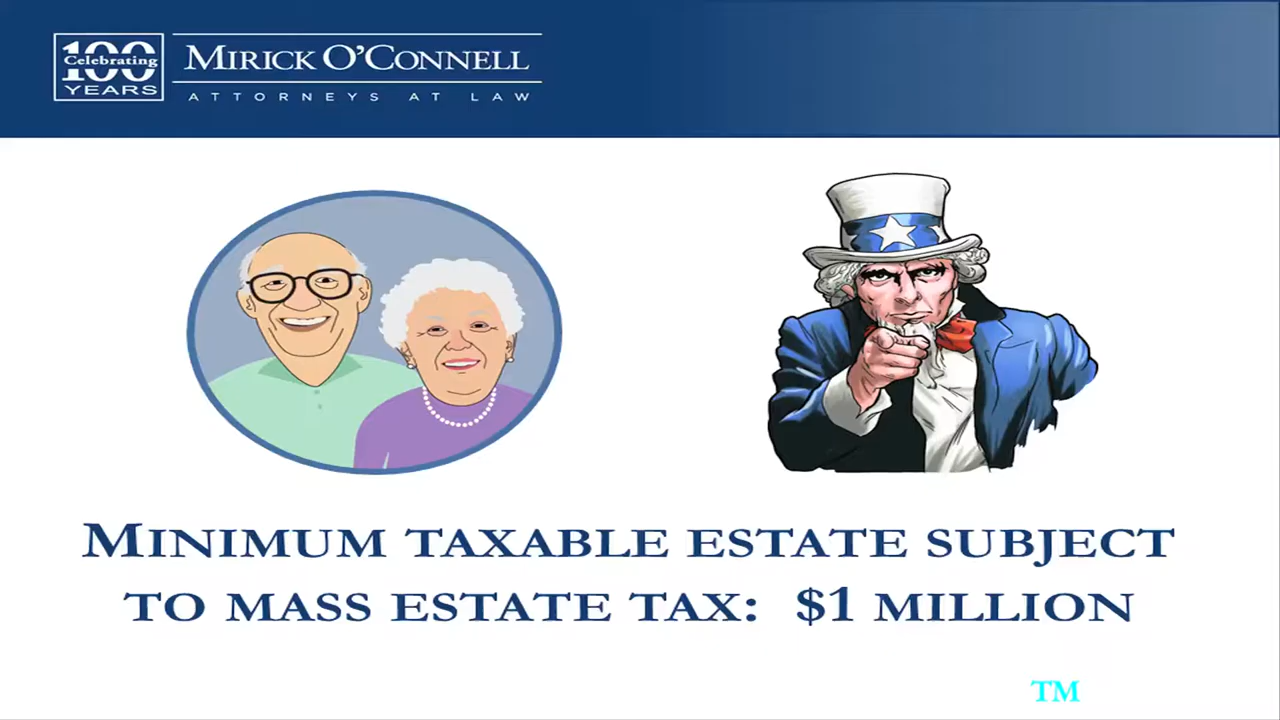 Celebrating
100
YEARS
MIRICK O'CONNELL
ATTORNEYS AT LAW
MINIMUM TAXABLE ESTATE SUBJECT
TO MASS ESTATE TAX: $1 MILLION
TM